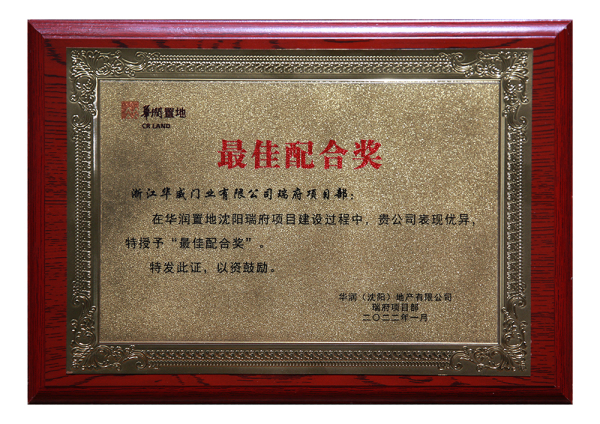 華潤置地
CR LAND
最佳配合奖
浙江华威门业有限公司瑞府项目部：
在华润置地沈阳瑞府项目建设过程中，贵公司表现优异，
特授予“最佳配合奖”。
特发此证、以资鼓励。
华润（沈阳）地产有限公司
瑞府项目部
二〇二二年一月